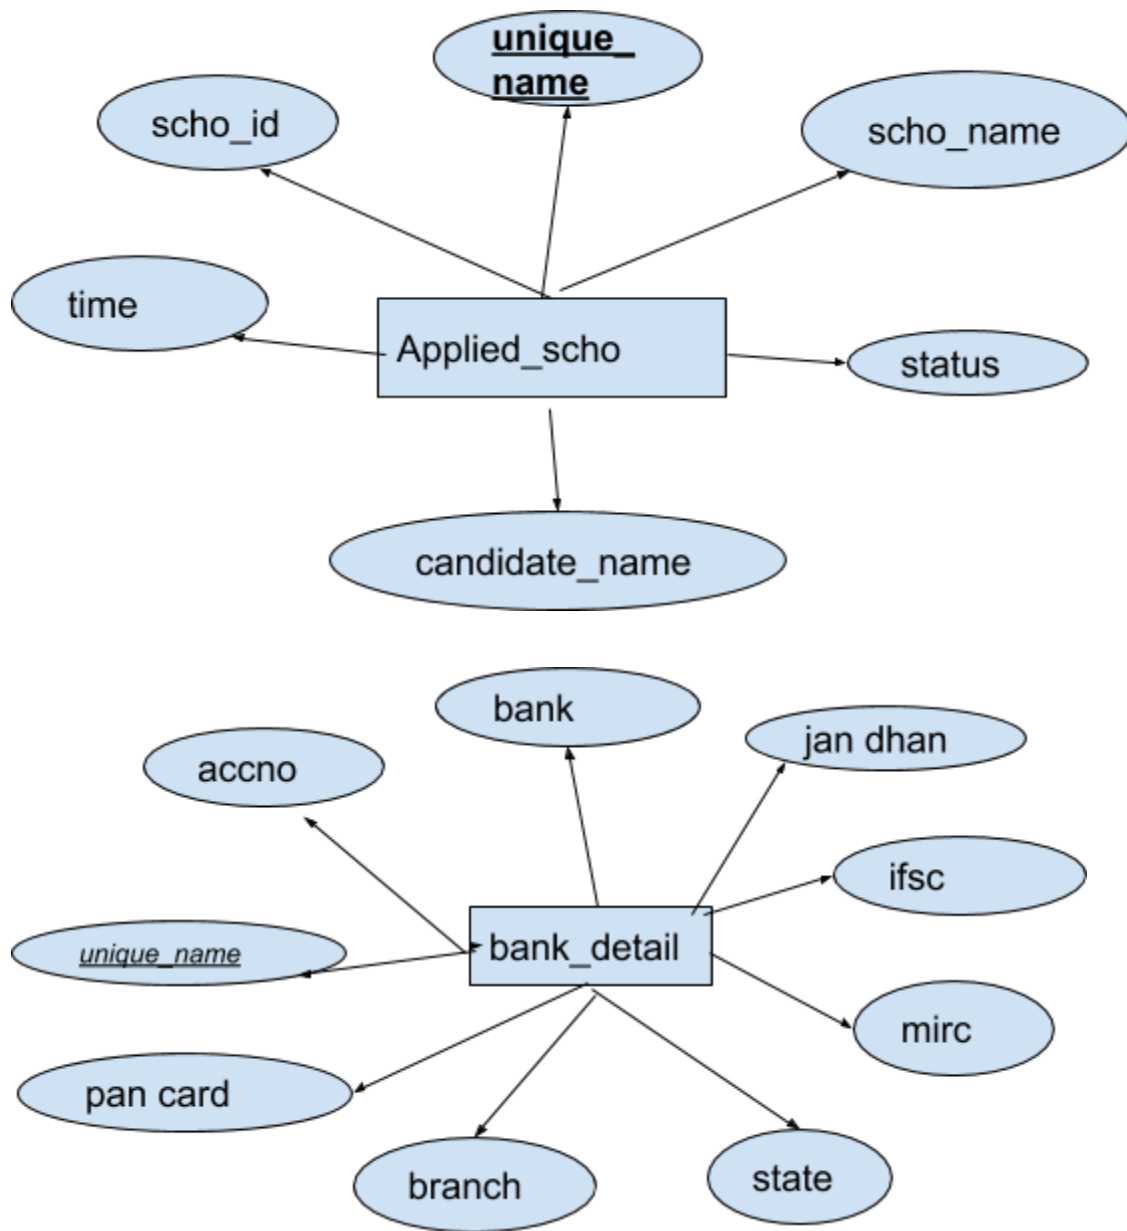 unique_
name
scho_id
scho_name
time
Applied_scho
status
candidate_name
bank
jan dhan
accno
ifsc
unique_name
bank_detail
mirc
pan card
branch
state